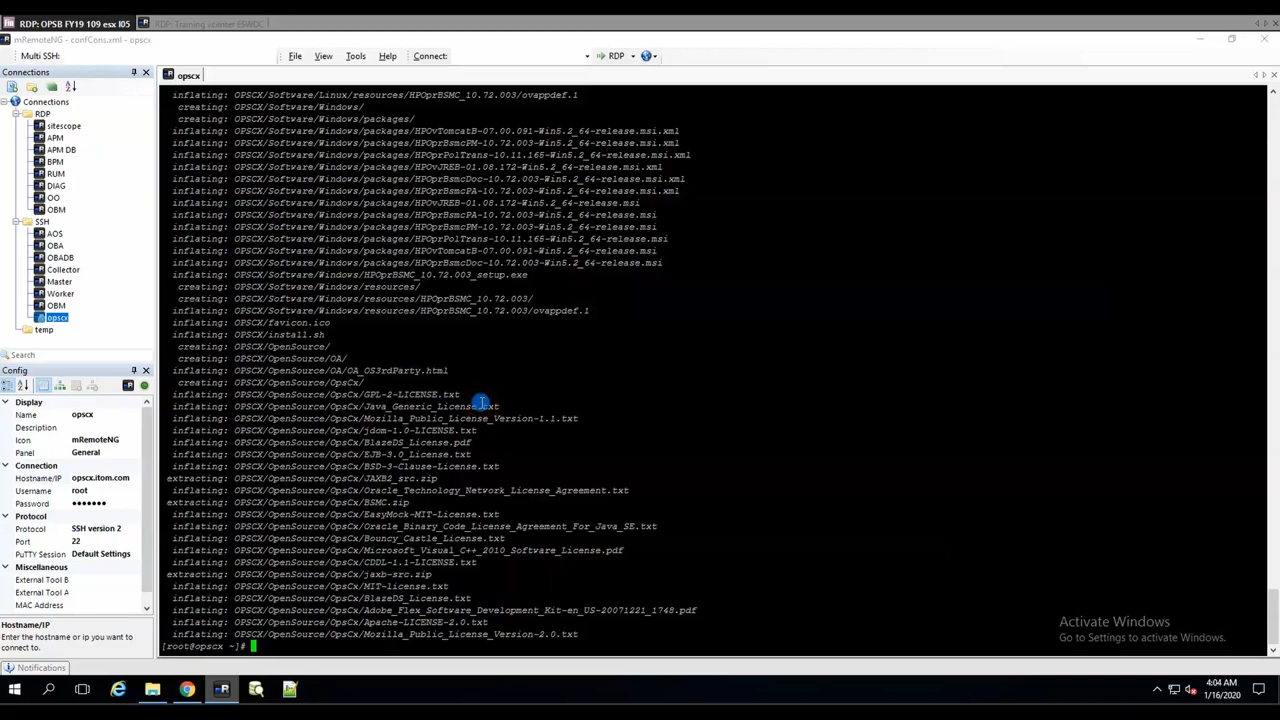 RDP: OPSB FY19 109 esx I05
RDP: Training vcenter 65WDC
mRemoteNG - confCons.xml - opscx
Multi SSH:
File View Tools Help Connect: RDP
Connections
opscx
Connections
RDP
sitescope
APM
APM DB
BPM
RUM
DIAG
OO
OBM
SSH
AOS
OBA
OBADB
Collector
Master
Worker
OBM
opscx
temp
Search
Config
Display
Name opscx
Description
Icon mRemoteNG
Panel General
Connection
Hostname/IP opscx.itom.com
Username root
Password ●●●●●●●
Protocol
Protocol SSH version 2
Port 22
PuTTY Session Default Settings
Miscellaneous
External Tool B
External Tool A
MAC Address
Hostname/IP
Enter the hostname or ip you want to connect to.
Notifications
inflating: OPSCX/Software/Linux/resources/HPOprBSMC_10.72.003/ovappdef.1
creating: OPSCX/Software/Windows/
creating: OPSCX/Software/Windows/packages/
inflating: OPSCX/Software/Windows/packages/HPOvTomcatB-07.00.091-Win5.2_64-release.msi.xml
inflating: OPSCX/Software/Windows/packages/HPOprBsmcPM-10.72.003-Win5.2_64-release.msi.xml
inflating: OPSCX/Software/Windows/packages/HPOprPolTrans-10.11.165-Win5.2_64-release.msi.xml
inflating: OPSCX/Software/Windows/packages/HPOvJREB-01.08.172-Win5.2_64-release.msi.xml
inflating: OPSCX/Software/Windows/packages/HPOprBsmcDoc-10.72.003-Win5.2_64-release.msi.xml
inflating: OPSCX/Software/Windows/packages/HPOprBsmcPA-10.72.003-Win5.2_64-release.msi.xml
inflating: OPSCX/Software/Windows/packages/HPOvJREB-01.08.172-Win5.2_64-release.msi
inflating: OPSCX/Software/Windows/packages/HPOprBsmcPA-10.72.003-Win5.2_64-release.msi
inflating: OPSCX/Software/Windows/packages/HPOprBsmcPM-10.72.003-Win5.2_64-release.msi
inflating: OPSCX/Software/Windows/packages/HPOprPolTrans-10.11.165-Win5.2_64-release.msi
inflating: OPSCX/Software/Windows/packages/HPOvTomcatB-07.00.091-Win5.2_64-release.msi
inflating: OPSCX/Software/Windows/packages/HPOprBsmcDoc-10.72.003-Win5.2_64-release.msi
inflating: OPSCX/Software/Windows/HPOprBSMC_10.72.003_setup.exe
creating: OPSCX/Software/Windows/resources/
creating: OPSCX/Software/Windows/resources/HPOprBSMC_10.72.003/
inflating: OPSCX/Software/Windows/resources/HPOprBSMC_10.72.003/ovappdef.1
inflating: OPSCX/favicon.ico
inflating: OPSCX/install.sh
creating: OPSCX/OpenSource/
creating: OPSCX/OpenSource/OA/
inflating: OPSCX/OpenSource/OA/OA_OS3rdParty.html
creating: OPSCX/OpenSource/OpsCx/
inflating: OPSCX/OpenSource/OpsCx/GPL-2-LICENSE.txt
inflating: OPSCX/OpenSource/OpsCx/Java_Generic_License.txt
inflating: OPSCX/OpenSource/OpsCx/Mozilla_Public_License_Version-1.1.txt
inflating: OPSCX/OpenSource/OpsCx/jdom-1.0-LICENSE.txt
inflating: OPSCX/OpenSource/OpsCx/BlazeDS_License.pdf
inflating: OPSCX/OpenSource/OpsCx/EJB-3.0_License.txt
inflating: OPSCX/OpenSource/OpsCx/BSD-3-Clause-License.txt
extracting: OPSCX/OpenSource/OpsCx/JAXB2_src.zip
inflating: OPSCX/OpenSource/OpsCx/Oracle_Technology_Network_License_Agreement.txt
extracting: OPSCX/OpenSource/OpsCx/BSMC.zip
inflating: OPSCX/OpenSource/OpsCx/EasyMock-MIT-License.txt
inflating: OPSCX/OpenSource/OpsCx/Oracle_Binary_Code_License_Agreement_For_Java_SE.txt
inflating: OPSCX/OpenSource/OpsCx/Bouncy_Castle_License.txt
inflating: OPSCX/OpenSource/OpsCx/Microsoft_Visual_C++_2010_Software_License.pdf
inflating: OPSCX/OpenSource/OpsCx/CDDL-1.1-LICENSE.txt
extracting: OPSCX/OpenSource/OpsCx/jaxb-src.zip
inflating: OPSCX/OpenSource/OpsCx/MIT-license.txt
inflating: OPSCX/OpenSource/OpsCx/BlazeDS_License.txt
inflating: OPSCX/OpenSource/OpsCx/Adobe_Flex_Software_Development_Kit-en_US-20071221_1748.pdf
inflating: OPSCX/OpenSource/OpsCx/Apache-LICENSE-2.0.txt
inflating: OPSCX/OpenSource/OpsCx/Mozilla_Public_License_Version-2.0.txt
[root@opscx ~]#
Activate Windows
Go to Settings to activate Windows.
4:04 AM
1/16/2020